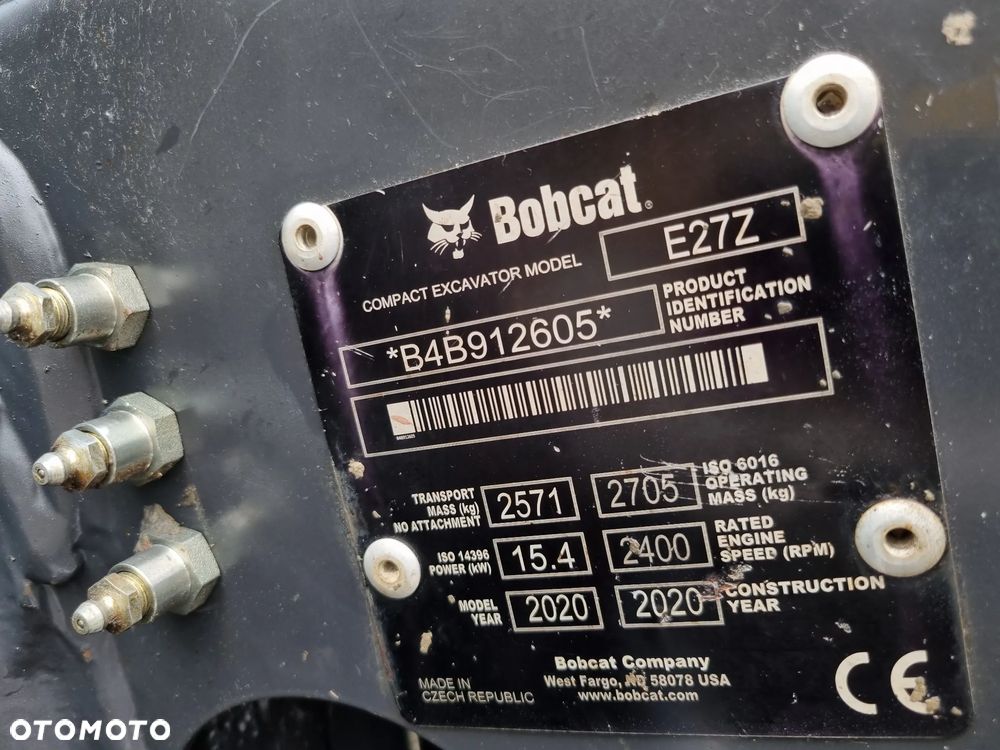 Bobcat®
COMPACT EXCAVATOR MODEL E27Z
*B4B912605*
PRODUCT
IDENTIFICATION
NUMBER
B4B912605
TRANSPORT
MASS (kg)
NO ATTACHMENT
2571
2705
ISO 6016
OPERATING
MASS (kg)
ISO 14396
POWER (kW)
15.4
2400
RATED
ENGINE
SPEED (RPM)
MODEL
YEAR
2020
2020
CONSTRUCTION
YEAR
MADE IN
CZECH REPUBLIC
Bobcat Company
West Fargo, ND 58078 USA
www.bobcat.com
CE
OTOMOTO